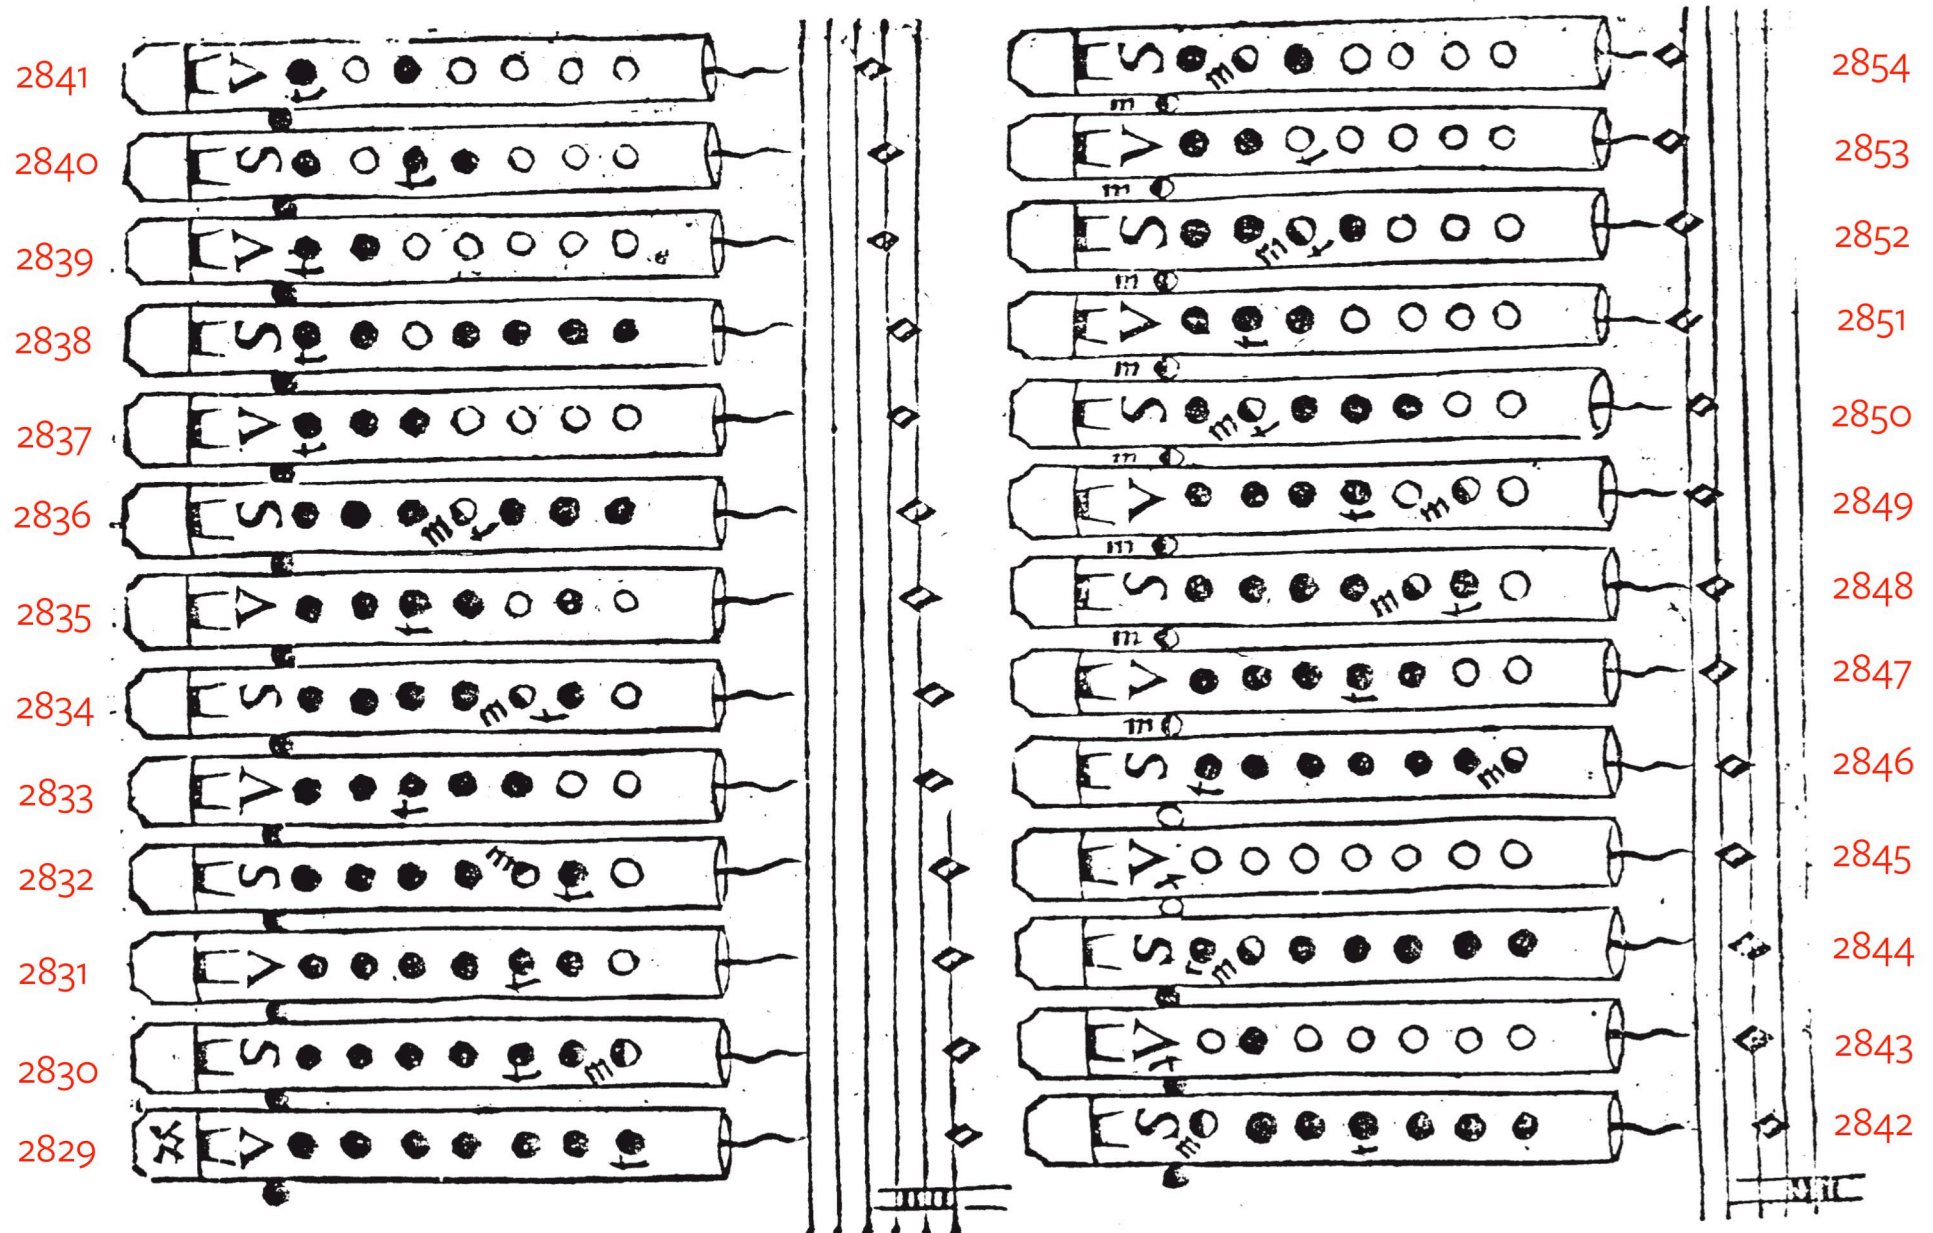 2841 V t
2840 S t
2839 V t
2838 S t
2837 V t
2836 S m t
2835 V t
2834 S m t
2833 V t
2832 S m t
2831 V t
2830 S t m
2829 V t
2854 S m
m
2853 V t
m
2852 S m t
m
2851 V t
m
2850 S m t
m
2849 V t m
m
2848 S m t
m
2847 V t
m
2846 S t m
2845 V t
2844 S t m
2843 V t
2842 S m t